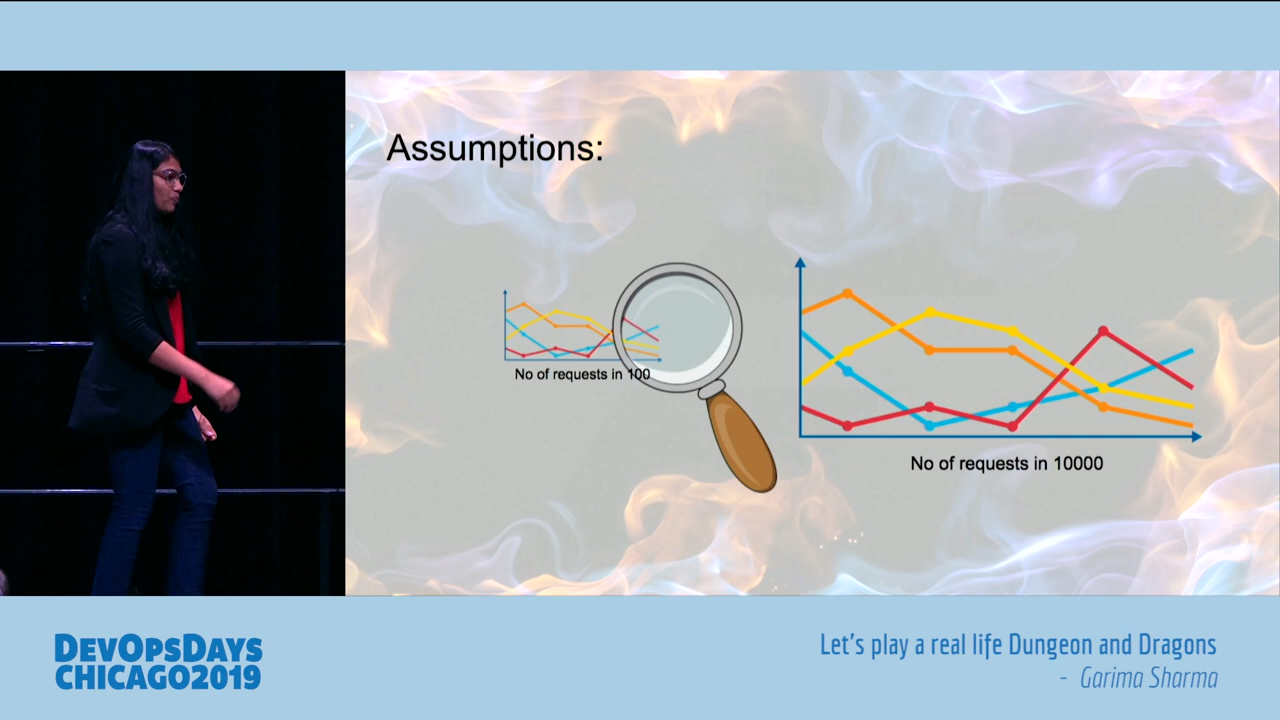 Assumptions:
No of requests in 100
No of requests in 10000
DEVOPSDAYS
CHICAGO2019
Let's play a real life Dungeon and Dragons
- Garima Sharma